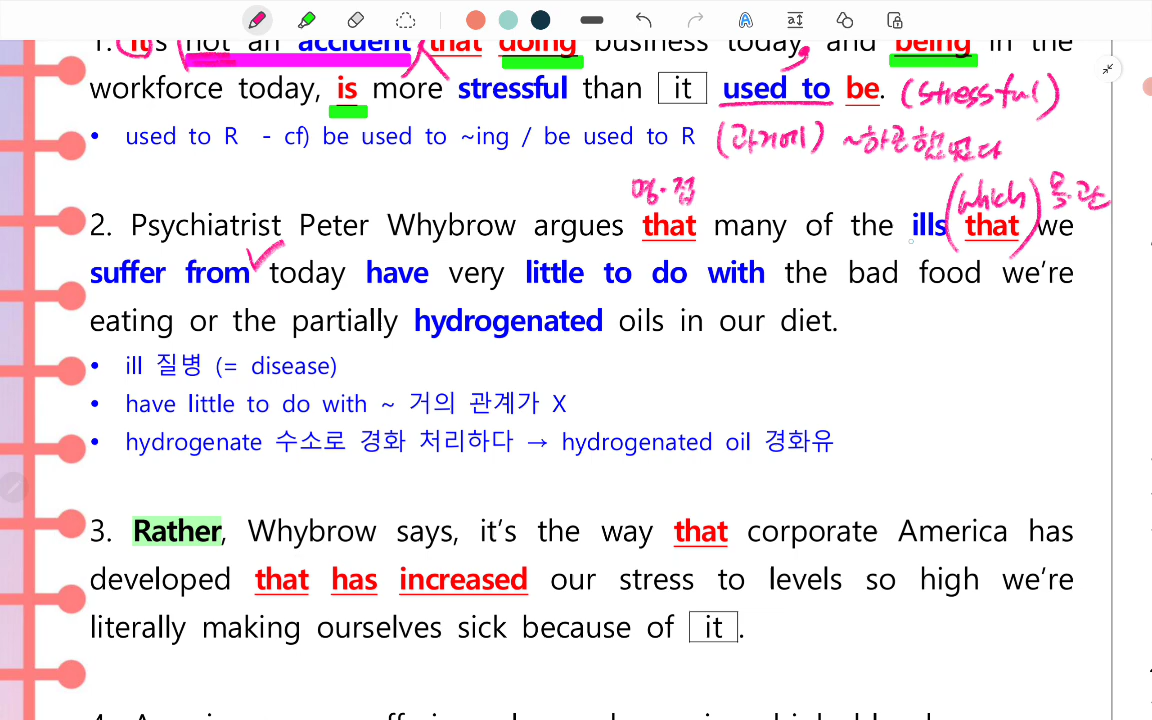 1. It's not an accident that doing business today, and being in the
workforce today, is more stressful than it used to be. (stressful)
• used to R - cf) be used to ~ing / be used to R (과거에) ~하곤했었다
명·접 (which) 목관
2. Psychiatrist Peter Whybrow argues that many of the ills that we
suffer from today have very little to do with the bad food we're
eating or the partially hydrogenated oils in our diet.
• ill 질병 (= disease)
• have little to do with ~ 거의 관계가 X
• hydrogenate 수소로 경화 처리하다 → hydrogenated oil 경화유
3. Rather, Whybrow says, it's the way that corporate America has
developed that has increased our stress to levels so high we're
literally making ourselves sick because of it.